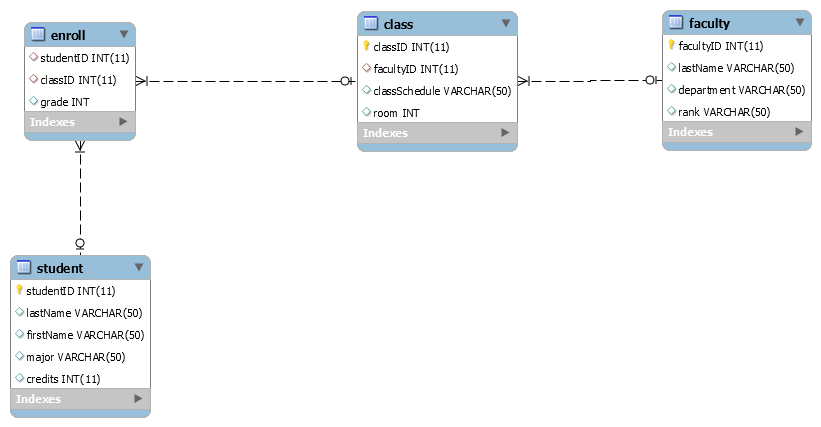 enroll
studentID INT(11)
classID INT(11)
grade INT
Indexes
class
classID INT(11)
facultyID INT(11)
classSchedule VARCHAR(50)
room INT
Indexes
faculty
facultyID INT(11)
lastName VARCHAR(50)
department VARCHAR(50)
rank VARCHAR(50)
Indexes
student
studentID INT(11)
lastName VARCHAR(50)
firstName VARCHAR(50)
major VARCHAR(50)
credits INT(11)
Indexes